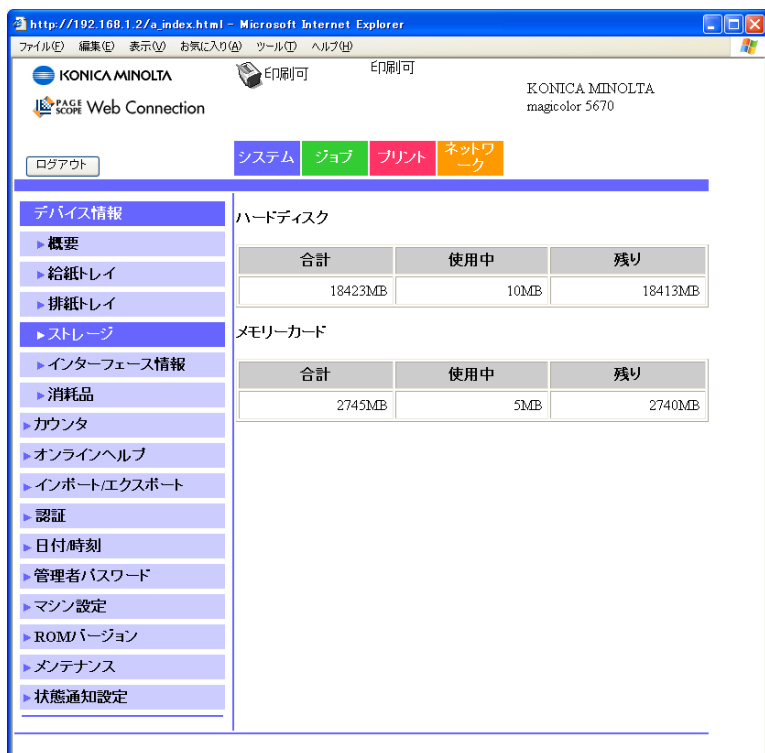 http://192.168.1.2/a_index.html - Microsoft Internet Explorer
ファイル(F) 編集(E) 表示(V) お気に入り(A) ツール(T) ヘルプ(H)
KONICA MINOLTA
印刷可
印刷可
PAGE SCOPE Web Connection
KONICA MINOLTA
magicolor 5670
ログアウト
システム
ジョブ
プリント
ネットワ
ーク
デバイス情報
概要
給紙トレイ
排紙トレイ
ストレージ
インターフェース情報
消耗品
カウンタ
オンラインヘルプ
インポート/エクスポート
認証
日付/時刻
管理者パスワード
マシン設定
ROMバージョン
メンテナンス
状態通知設定
ハードディスク
合計 使用中 残り
18423MB 10MB 18413MB
メモリーカード
合計 使用中 残り
2745MB 5MB 2740MB